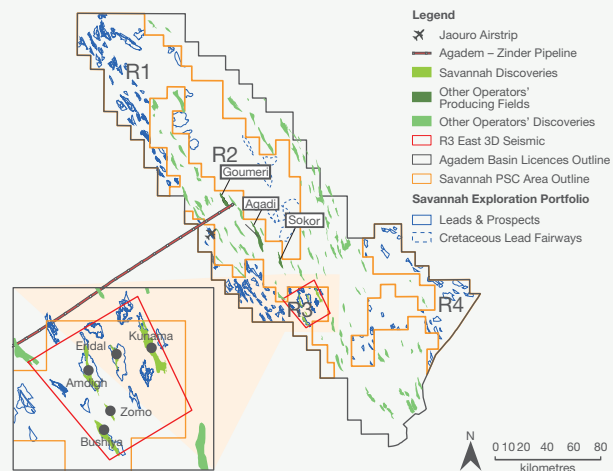 R1
R2
Goumeri
Agadi
Sokor
R3
R4
Eridal
Kunama
Amdigh
Zomo
Bushiya
Legend
Jaouro Airstrip
Agadem – Zinder Pipeline
Savannah Discoveries
Other Operators'
Producing Fields
Other Operators' Discoveries
R3 East 3D Seismic
Agadem Basin Licences Outline
Savannah PSC Area Outline
Savannah Exploration Portfolio
Leads & Prospects
Cretaceous Lead Fairways
N
0 10 20 40 60 80
kilometres